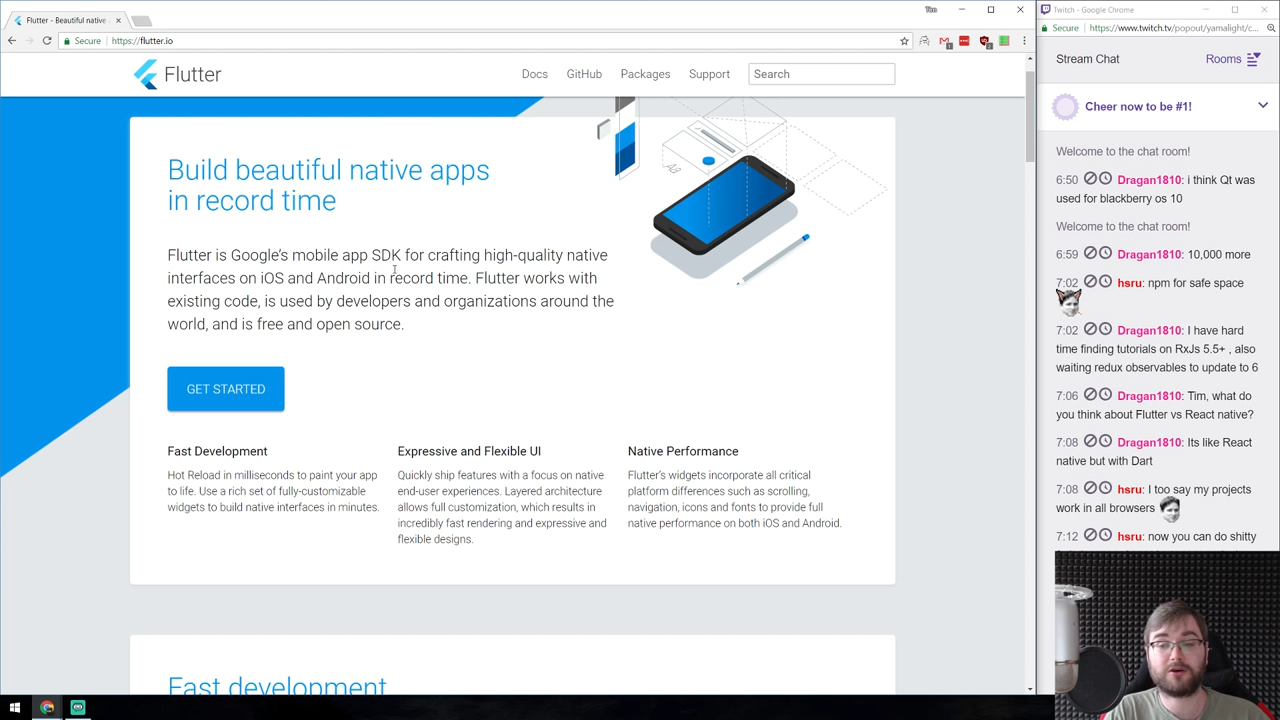 Flutter - Beautiful native
Tim
Secure
https://flutter.io
Flutter
Docs
GitHub
Packages
Support
Search
Build beautiful native apps
in record time
Flutter is Google's mobile app SDK for crafting high-quality native
interfaces on iOS and Android in record time. Flutter works with
existing code, is used by developers and organizations around the
world, and is free and open source.
GET STARTED
Fast Development
Hot Reload in milliseconds to paint your app
to life. Use a rich set of fully-customizable
widgets to build native interfaces in minutes.
Expressive and Flexible UI
Quickly ship features with a focus on native
end-user experiences. Layered architecture
allows full customization, which results in
incredibly fast rendering and expressive and
flexible designs.
Native Performance
Flutter's widgets incorporate all critical
platform differences such as scrolling,
navigation, icons and fonts to provide full
native performance on both iOS and Android.
Fast development
Twitch - Google Chrome
Secure
https://www.twitch.tv/popout/yamalight/c...
Stream Chat
Rooms
Cheer now to be #1!
Welcome to the chat room!
6:50 Dragan1810: i think Qt was
used for blackberry os 10
Welcome to the chat room!
6:59 Dragan1810: 10,000 more
7:02 hsru: npm for safe space
7:02 Dragan1810: I have hard
time finding tutorials on RxJs 5.5+ , also
waiting redux observables to update to 6
7:06 Dragan1810: Tim, what do
you think about Flutter vs React native?
7:08 Dragan1810: Its like React
native but with Dart
7:08 hsru: I too say my projects
work in all browsers
7:12 hsru: now you can do shitty